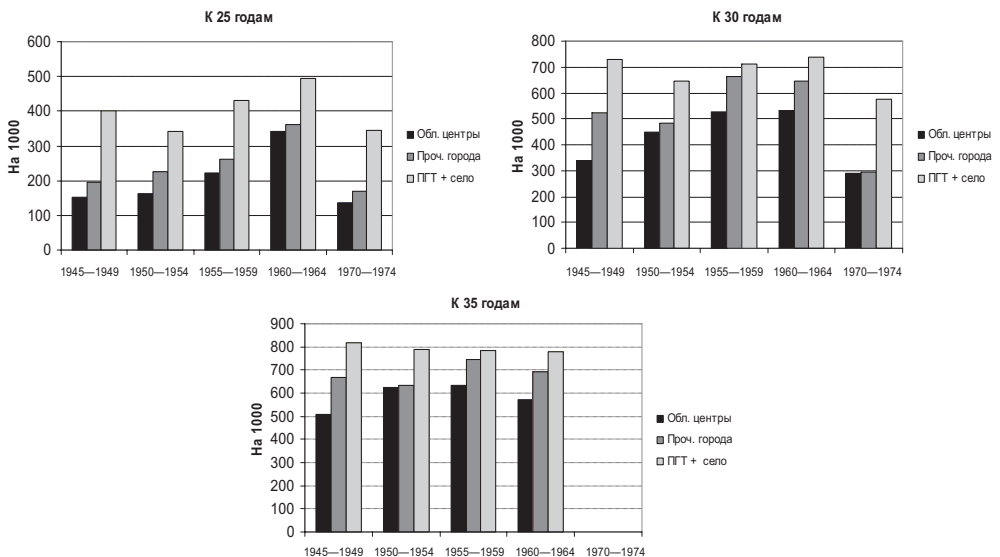 К 25 годам
На 1000
600
500
400
300
200
100
0
1945—1949 1950—1954 1955—1959 1960—1964 1970—1974
Обл. центры
Проч. города
ПГТ + село
К 30 годам
На 1000
800
700
600
500
400
300
200
100
0
1945—1949 1950—1954 1955—1959 1960—1964 1970—1974
Обл. центры
Проч. города
ПГТ + село
К 35 годам
На 1000
900
800
700
600
500
400
300
200
100
0
1945—1949 1950—1954 1955—1959 1960—1964 1970—1974
Обл. центры
Проч. города
ПГТ + село